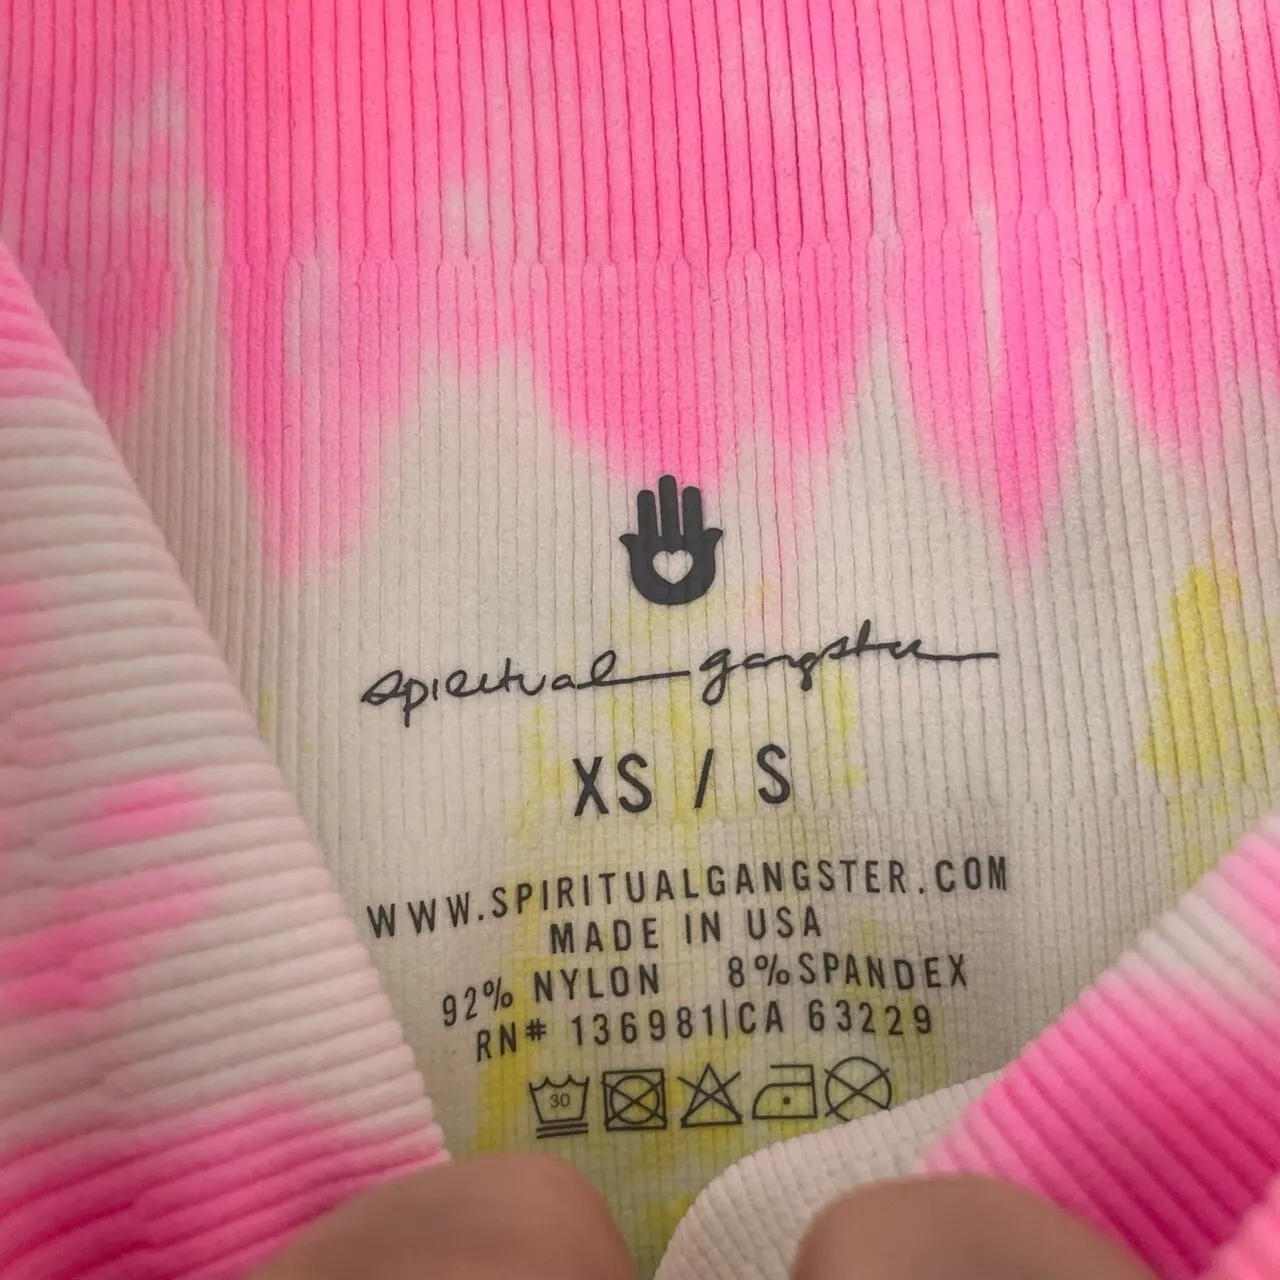 spiritual gangster
XS / S
WWW.SPIRITUALGANGSTER.COM
MADE IN USA
92% NYLON 8%SPANDEX
RN# 136981|CA 63229
30